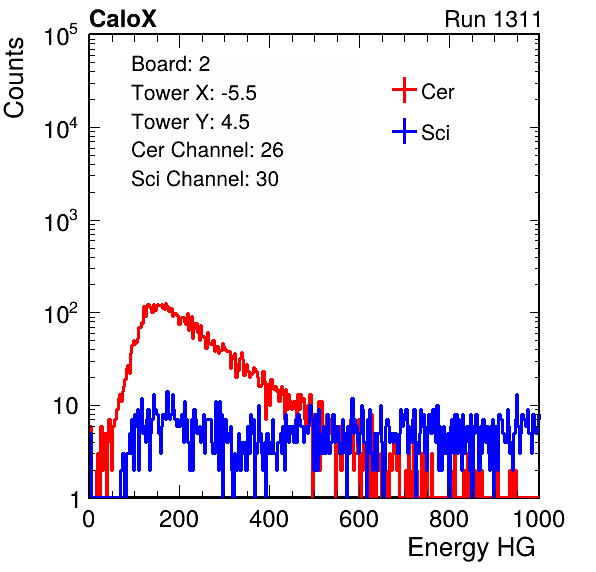 CaloX Run 1311
Counts
Board: 2
Tower X: -5.5
Tower Y: 4.5
Cer Channel: 26
Sci Channel: 30
Cer
Sci
10^5
10^4
10^3
10^2
10
1
0 200 400 600 800 1000
Energy HG